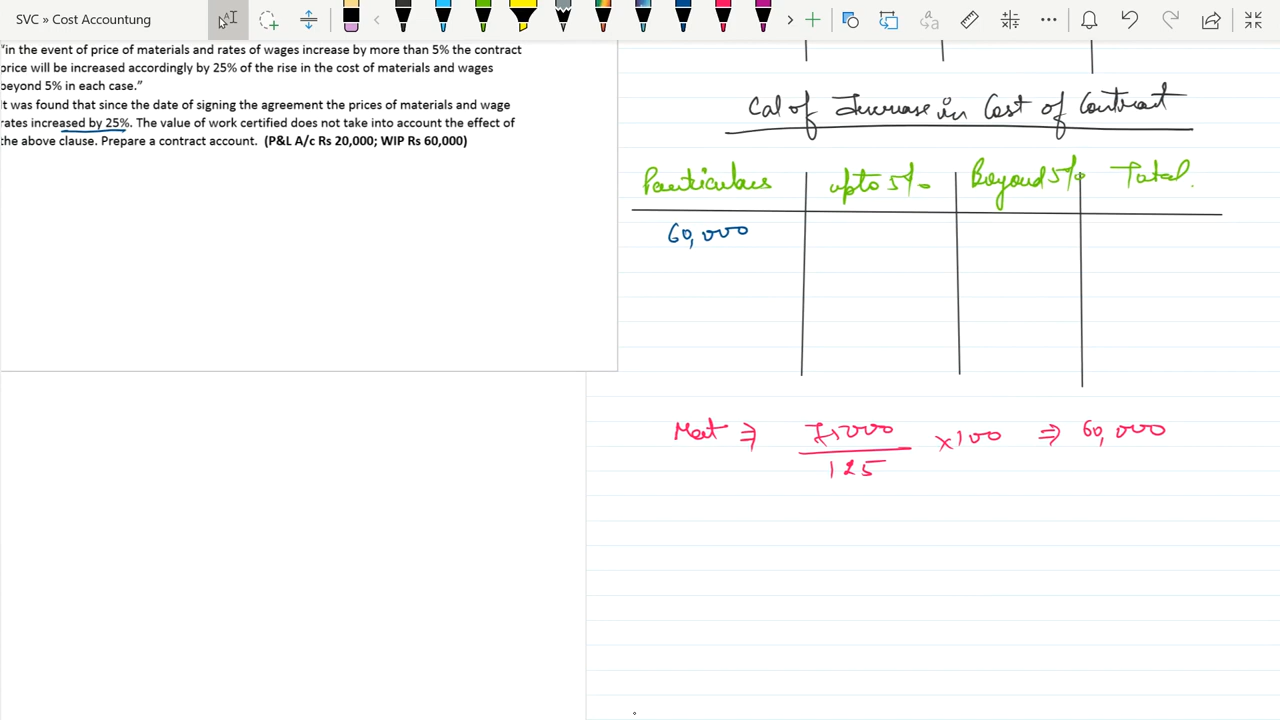 SVC » Cost Accountung
"in the event of price of materials and rates of wages increase by more than 5% the contract
price will be increased accordingly by 25% of the rise in the cost of materials and wages
beyond 5% in each case."
It was found that since the date of signing the agreement the prices of materials and wage
rates increased by 25%. The value of work certified does not take into account the effect of
the above clause. Prepare a contract account. (P&L A/c Rs 20,000; WIP Rs 60,000)
Cal of Increase in Cost of Contract
Particulars upto 5% Beyond 5% Total
60,000
Mat ⇒ 75000 / 125 × 100 ⇒ 60,000